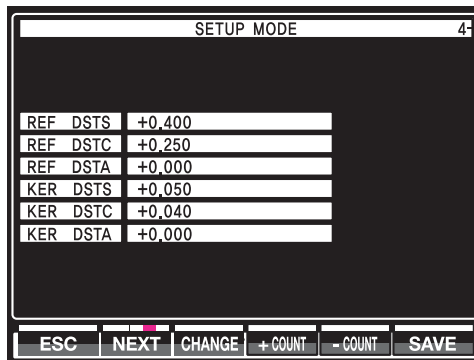 SETUP MODE 4-
REF DSTS +0.400
REF DSTC +0.250
REF DSTA +0.000
KER DSTS +0.050
KER DSTC +0.040
KER DSTA +0.000
ESC NEXT CHANGE + COUNT - COUNT SAVE